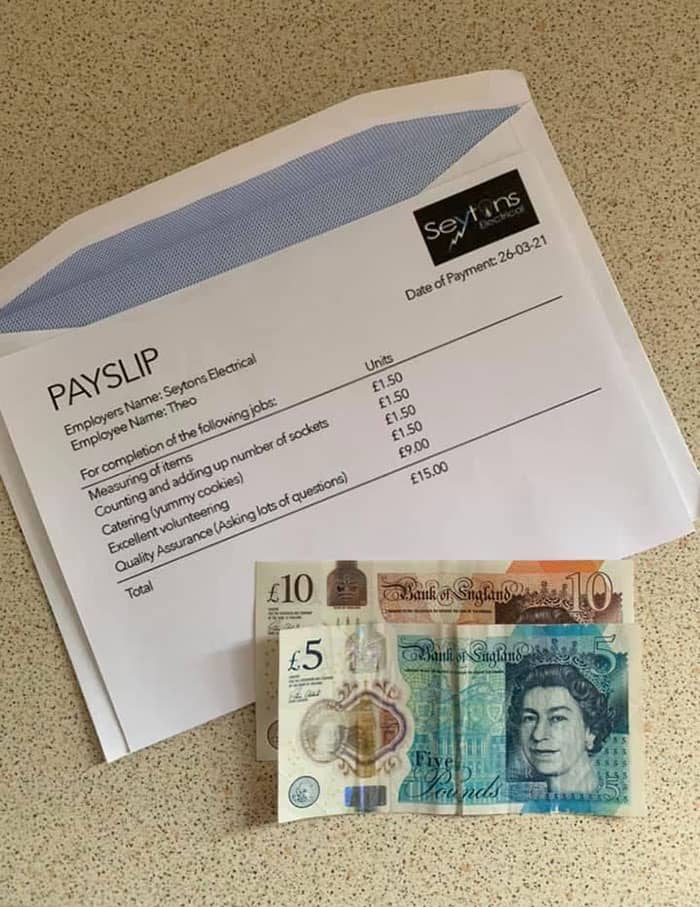 Seytons
Electrical
Date of Payment: 26-03-21
PAYSLIP
Employers Name: Seytons Electrical
Employee Name: Theo
For completion of the following jobs: Units
Measuring of items £1.50
Counting and adding up number of sockets £1.50
Catering (yummy cookies) £1.50
Excellent volunteering £1.50
Quality Assurance (Asking lots of questions) £9.00
Total £15.00
£10 Bank of England 10
£5 Bank of England 5
Five
Pounds
5